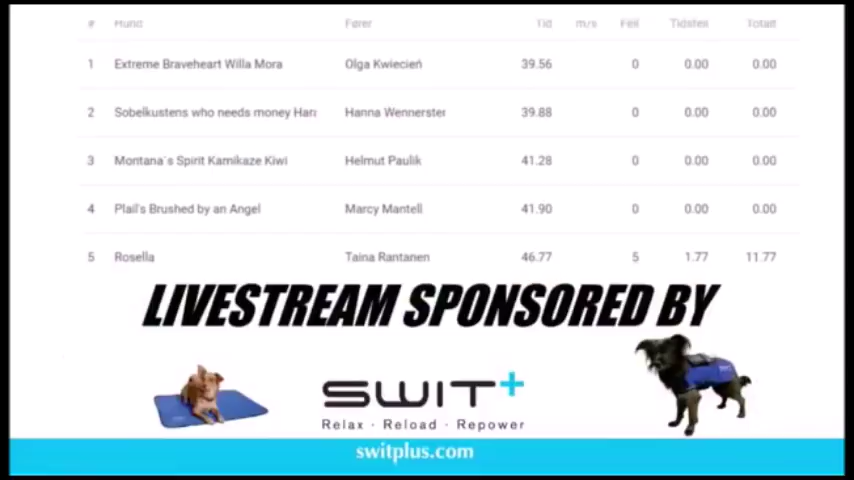 # Hund Fører Tid m/s Feil Tidsfeil Totalt
1 Extreme Braveheart Willa Mora Olga Kwiecień 39.56 0 0.00 0.00
2 Sobelkustens who needs money Hanna Wennerster 39.88 0 0.00 0.00
3 Montana's Spirit Kamikaze Kiwi Helmut Paulik 41.28 0 0.00 0.00
4 Plail's Brushed by an Angel Marcy Mantell 41.90 0 0.00 0.00
5 Rosella Taina Rantanen 46.77 5 1.77 11.77
LIVESTREAM SPONSORED BY
SWIT+
Relax · Reload · Repower
switplus.com